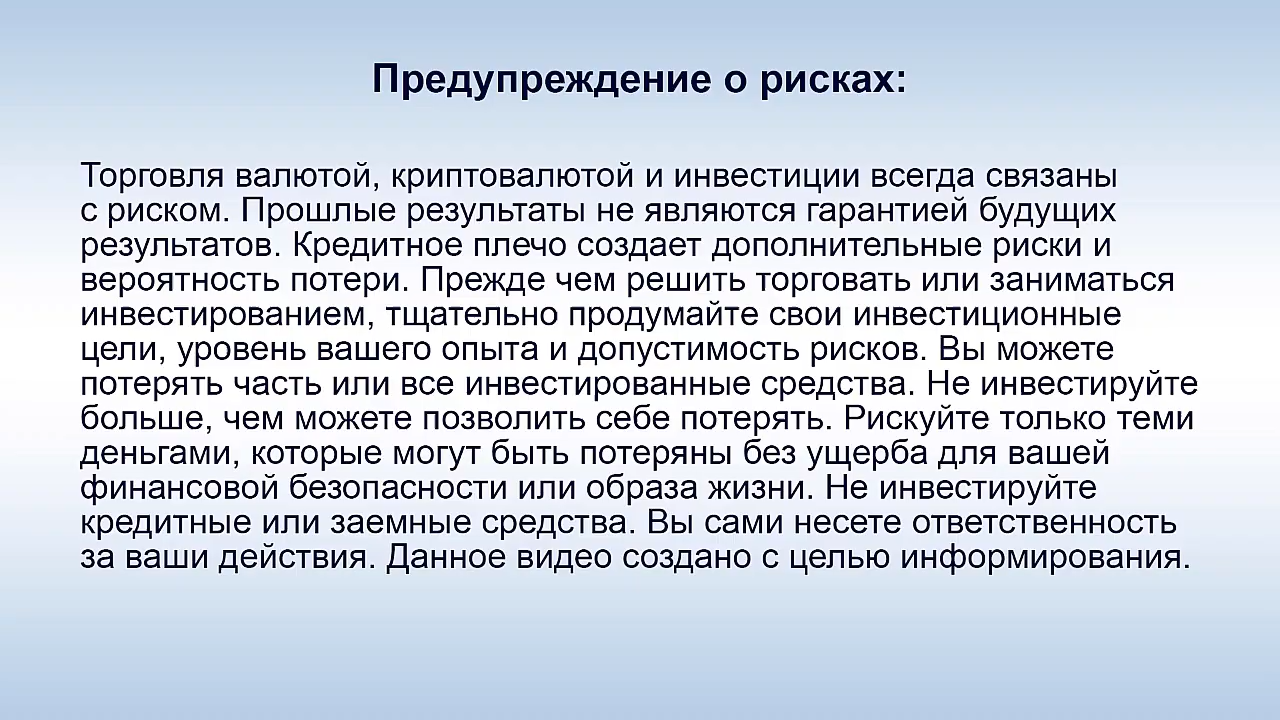 Предупреждение о рисках:
Торговля валютой, криптовалютой и инвестиции всегда связаны
с риском. Прошлые результаты не являются гарантией будущих
результатов. Кредитное плечо создает дополнительные риски и
вероятность потери. Прежде чем решить торговать или заниматься
инвестированием, тщательно продумайте свои инвестиционные
цели, уровень вашего опыта и допустимость рисков. Вы можете
потерять часть или все инвестированные средства. Не инвестируйте
больше, чем можете позволить себе потерять. Рискуйте только теми
деньгами, которые могут быть потеряны без ущерба для вашей
финансовой безопасности или образа жизни. Не инвестируйте
кредитные или заемные средства. Вы сами несете ответственность
за ваши действия. Данное видео создано с целью информирования.